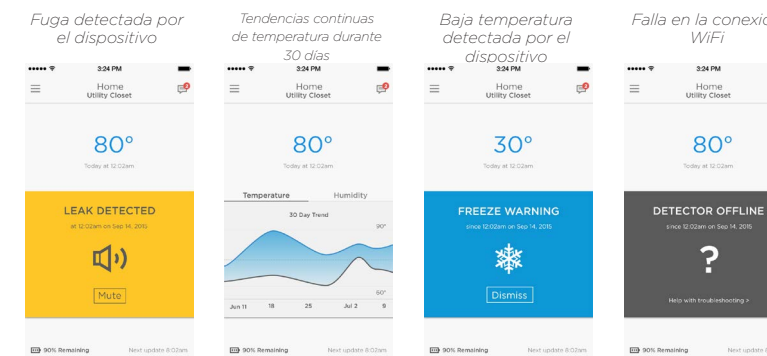 Fuga detectada por
el dispositivo
3:24 PM
Home
Utility Closet
80°
Today at 12:02am
LEAK DETECTED
at 12:02am on Sep 14, 2015
Mute
90% Remaining
Next update 8:02am
Tendencias continuas
de temperatura durante
30 días
3:24 PM
Home
Utility Closet
80°
Today at 12:02am
Temperature
Humidity
30 Day Trend
90°
60°
Jun 11
18
25
Jul 2
9
90% Remaining
Next update 8:02am
Baja temperatura
detectada por el
dispositivo
3:24 PM
Home
Utility Closet
30°
Today at 12:02am
FREEZE WARNING
since 12:02am on Sep 14, 2015
Dismiss
90% Remaining
Next update 8:02am
Falla en la
WiFi
3:24 PM
Home
Utility Closet
80°
Today at 12:02am
DETECTOR OFFLINE
since 12:02am on Sep 14, 2015
?
Help with troubleshooting >
90% Remaining
Next update